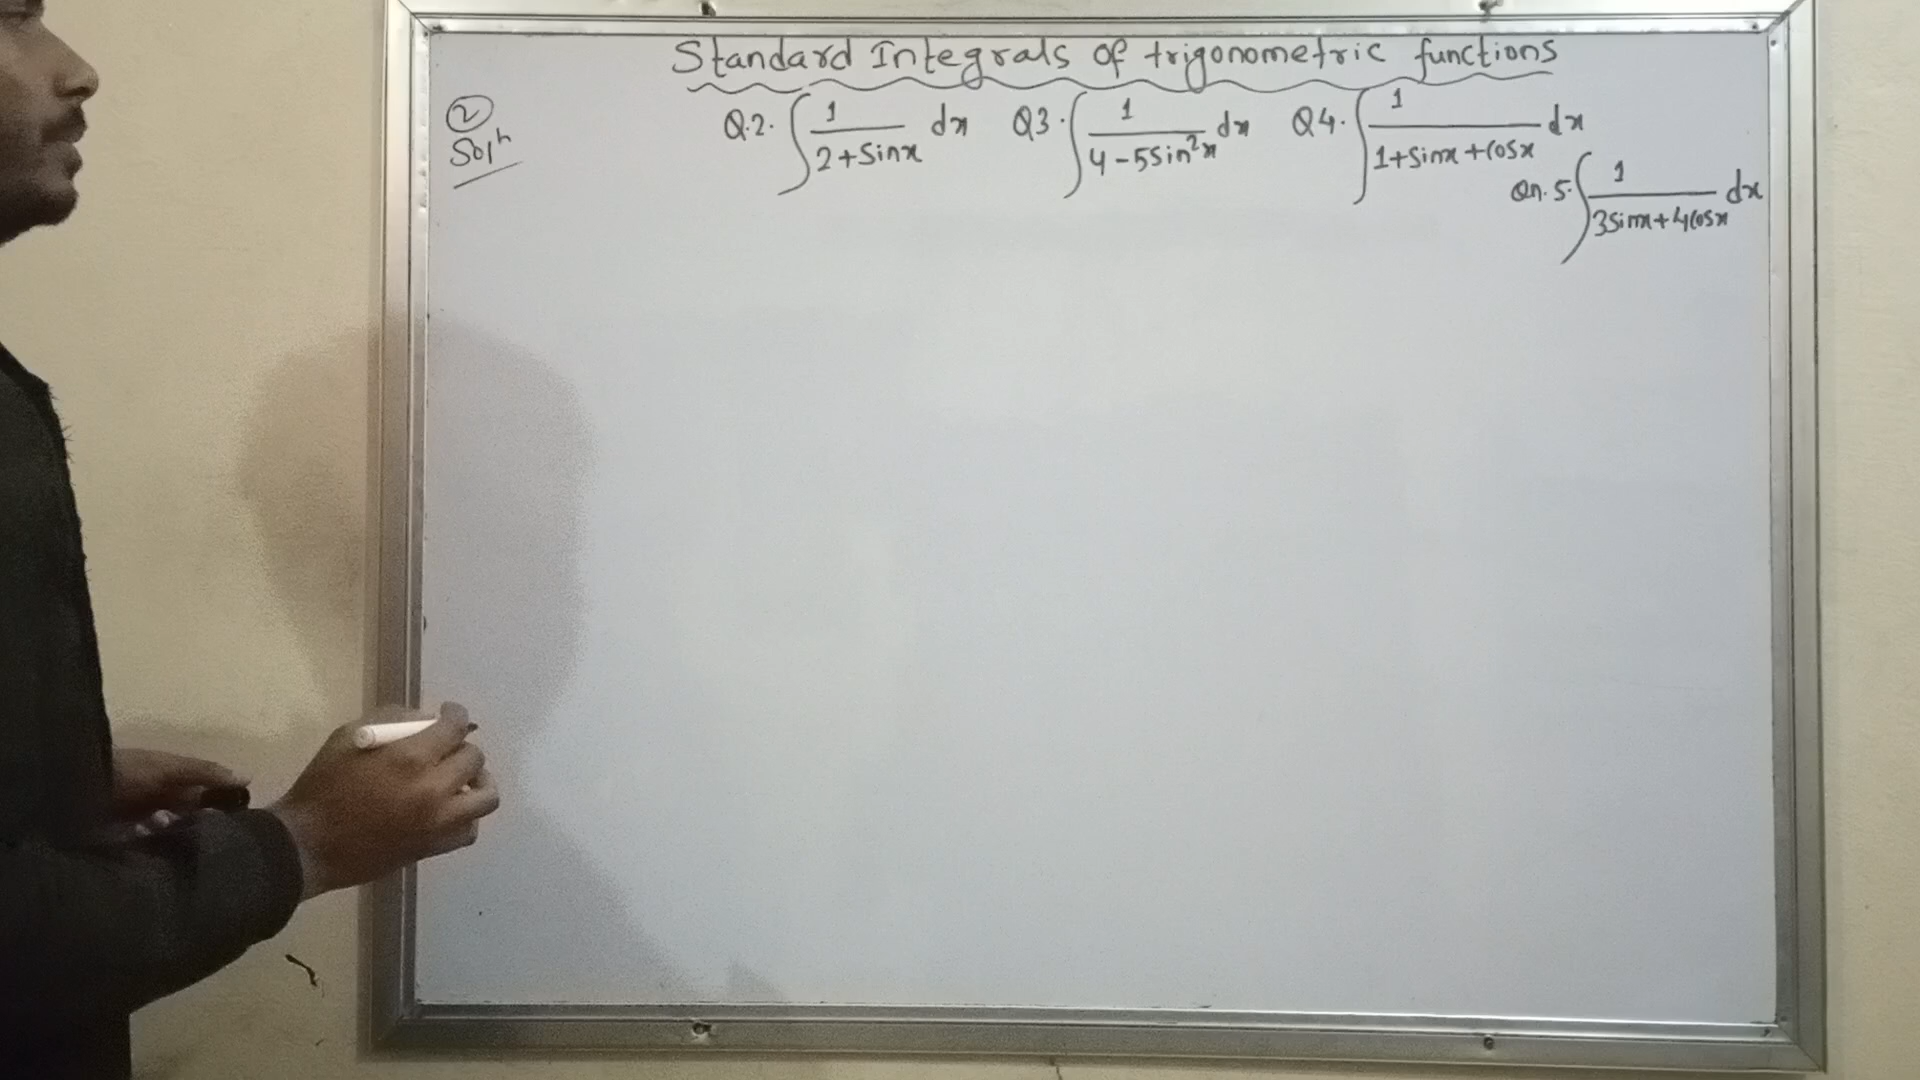 Standard Integrals of trigonometric functions
② Q.2. ∫ 1/(2+Sinx) dx Q3. ∫ 1/(4-5Sin²x) dx Q4. ∫ 1/(1+Sinx+Cosx) dx
Solⁿ
Qn. 5. ∫ 1/(3Sinx+4Cosx) dx